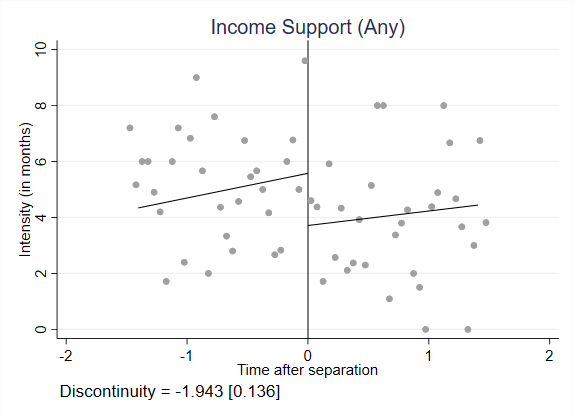 Income Support (Any)
Intensity (in months)
10
8
6
4
2
0
-2
-1
0
1
2
Time after separation
Discontinuity = -1.943 [0.136]